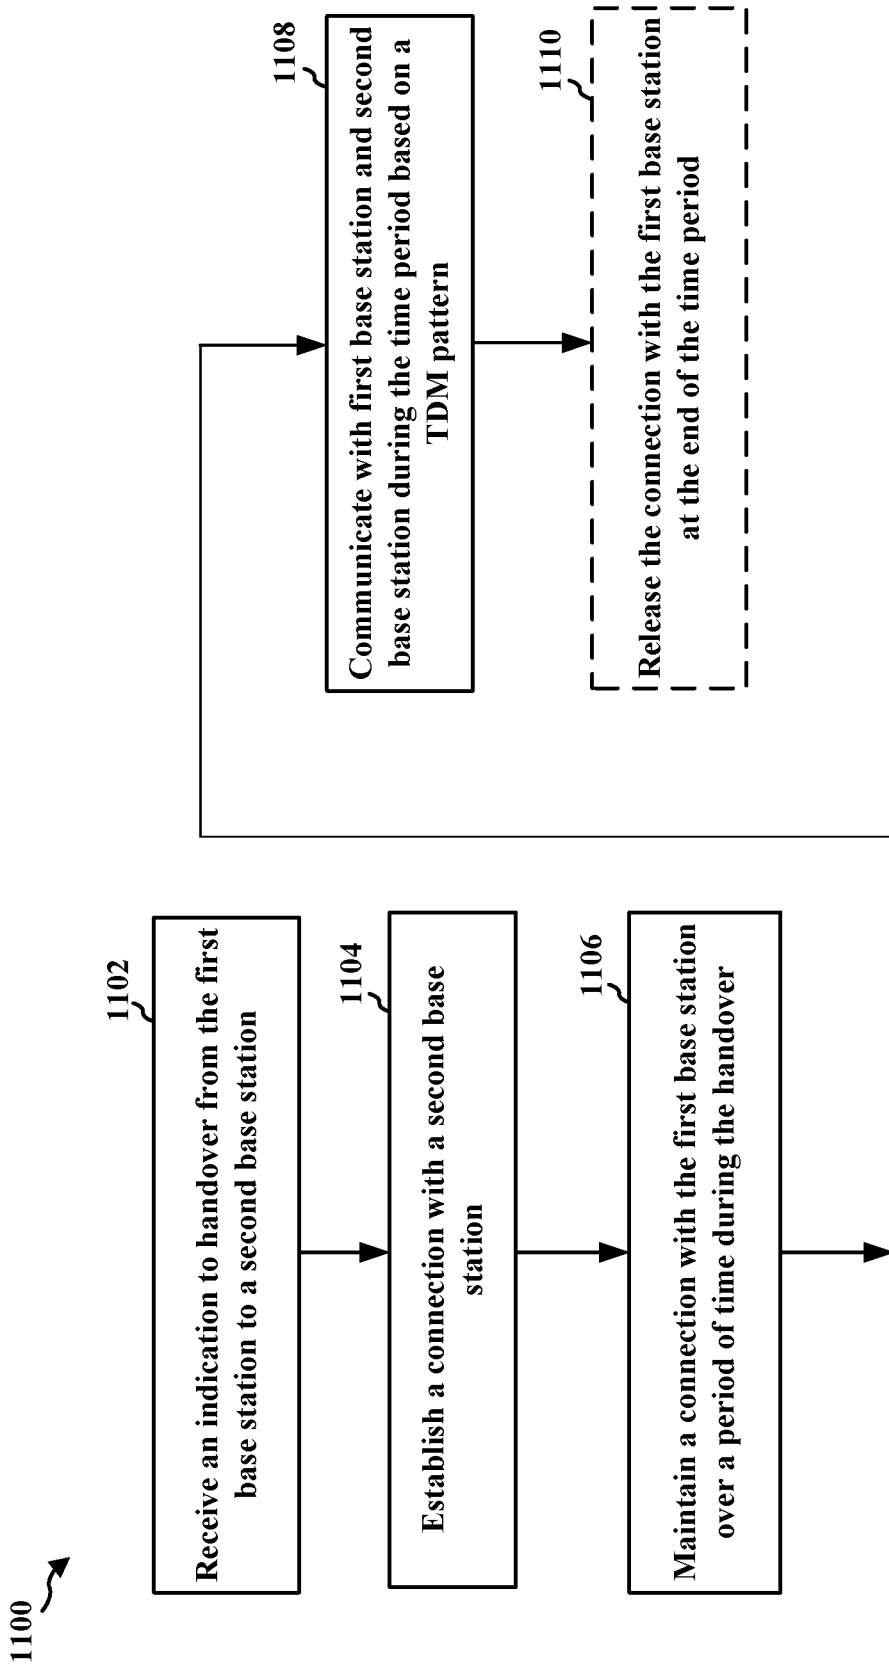 1100
1102
Receive an indication to handover from the first
base station to a second base station
1104
Establish a connection with a second base
station
1106
Maintain a connection with the first base station
over a period of time during the handover
1108
Communicate with first base station and second
base station during the time period based on a
TDM pattern
1110
Release the connection with the first base station
at the end of the time period